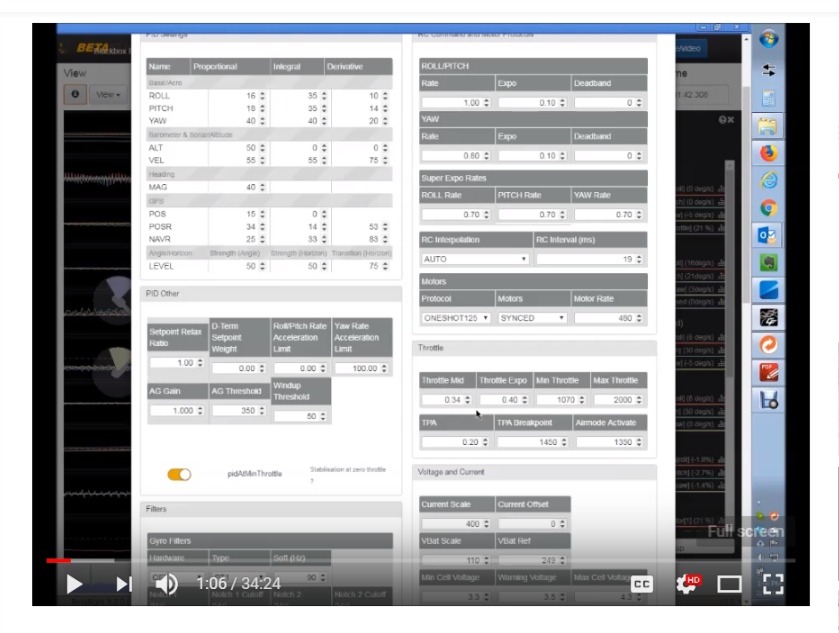 PID Settings
RC Command and Motor Protocols
BETA
View
View
Name Proportional Integral Derivative
Basic/Acro
ROLL 16 35 10
PITCH 18 35 14
YAW 40 40 20
Barometer & Sonar/Altitude
ALT 50 0 0
VEL 55 55 75
Heading
MAG 40
GPS
POS 15 0
POSR 34 14 53
NAVR 25 33 83
Angle/Horizon Strength (Angle) Strength (Horizon) Transition (Horizon)
LEVEL 50 50 75
PID Other
Setpoint Relax Ratio D-Term Setpoint Weight Roll/Pitch Rate Acceleration Limit Yaw Rate Acceleration Limit
1.00 0.00 0.00 100.00
AG Gain AG Threshold Windup Threshold
1.000 350 50
pidAtMinThrottle Stabilisation at zero throttle
?
Filters
Gyro Filters
Hardware Type Soft (Hz)
90
Notch 1 Cutoff Notch 2 Notch 2 Cutoff
ROLL/PITCH
Rate Expo Deadband
1.00 0.10 0
YAW
Rate Expo Deadband
0.80 0.10 0
Super Expo Rates
ROLL Rate PITCH Rate YAW Rate
0.70 0.70 0.70
RC Interpolation RC Interval (ms)
AUTO 19
Motors
Protocol Motors Motor Rate
ONESHOT125 SYNCED 480
Throttle
Throttle Mid Throttle Expo Min Throttle Max Throttle
0.34 0.40 1070 2000
TPA TPA Breakpoint Airmode Activate
0.20 1450 1350
Voltage and Current
Current Scale Current Offset
400 0
VBat Scale VBat Ref
110 249
Min Cell Voltage Warning Voltage Max Cell Voltage
3.3 3.5 4.3
Full screen
1:06 / 34:24
CC
HD